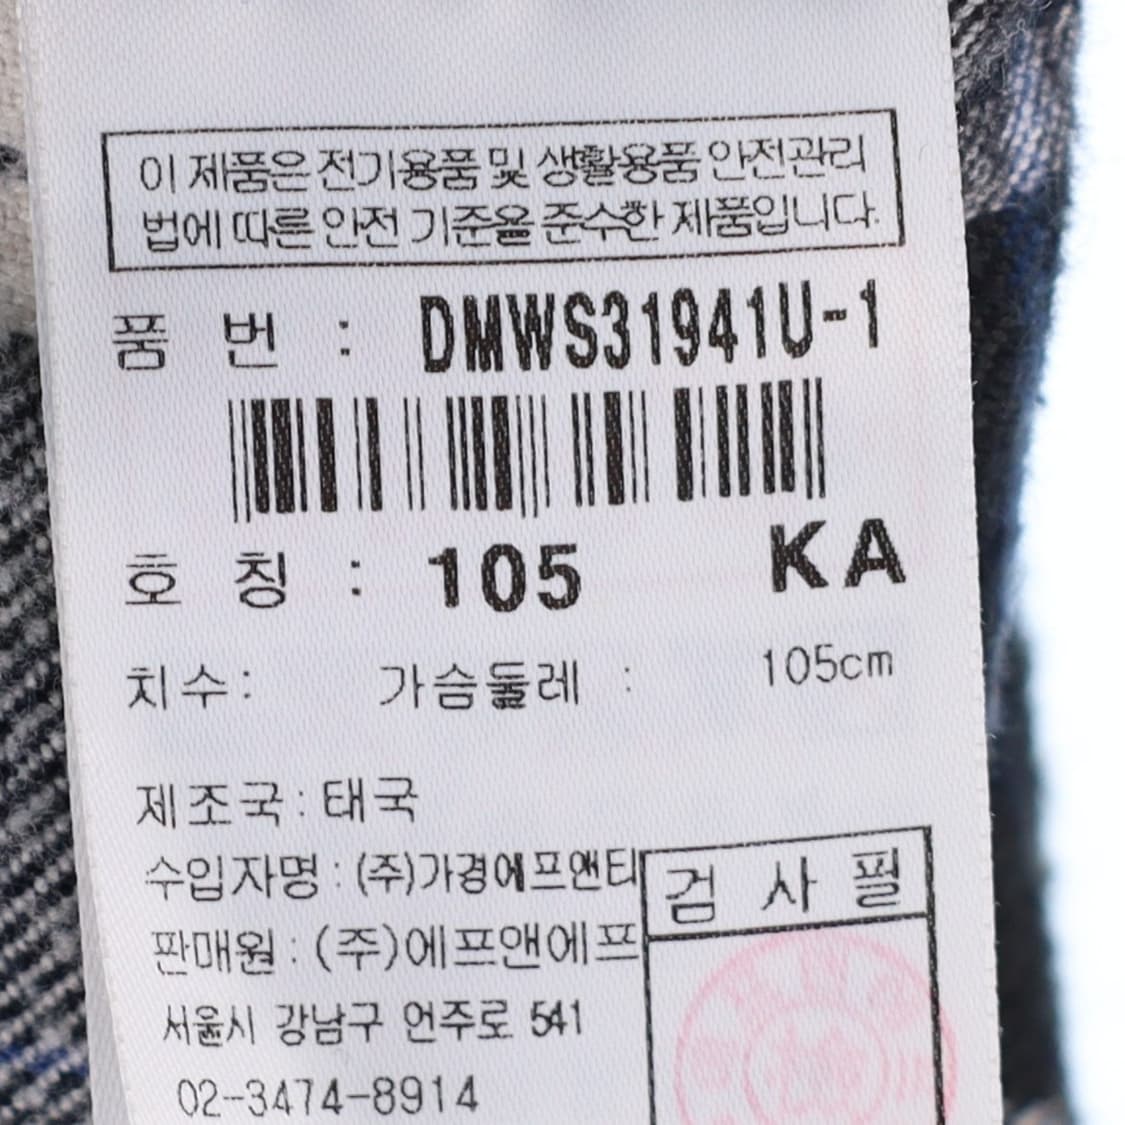 이 제품은 전기용품 및 생활용품 안전관리
법에 따른 안전 기준을 준수한 제품입니다.
품 번 : DMWS31941U-1
호 칭 : 105 KA
치수: 가슴둘레 : 105cm
제조국: 태국
수입자명 : (주)가경에프앤티
판매원 : (주)에프앤에프
검 사 필
서울시 강남구 언주로 541
02-3474-8914